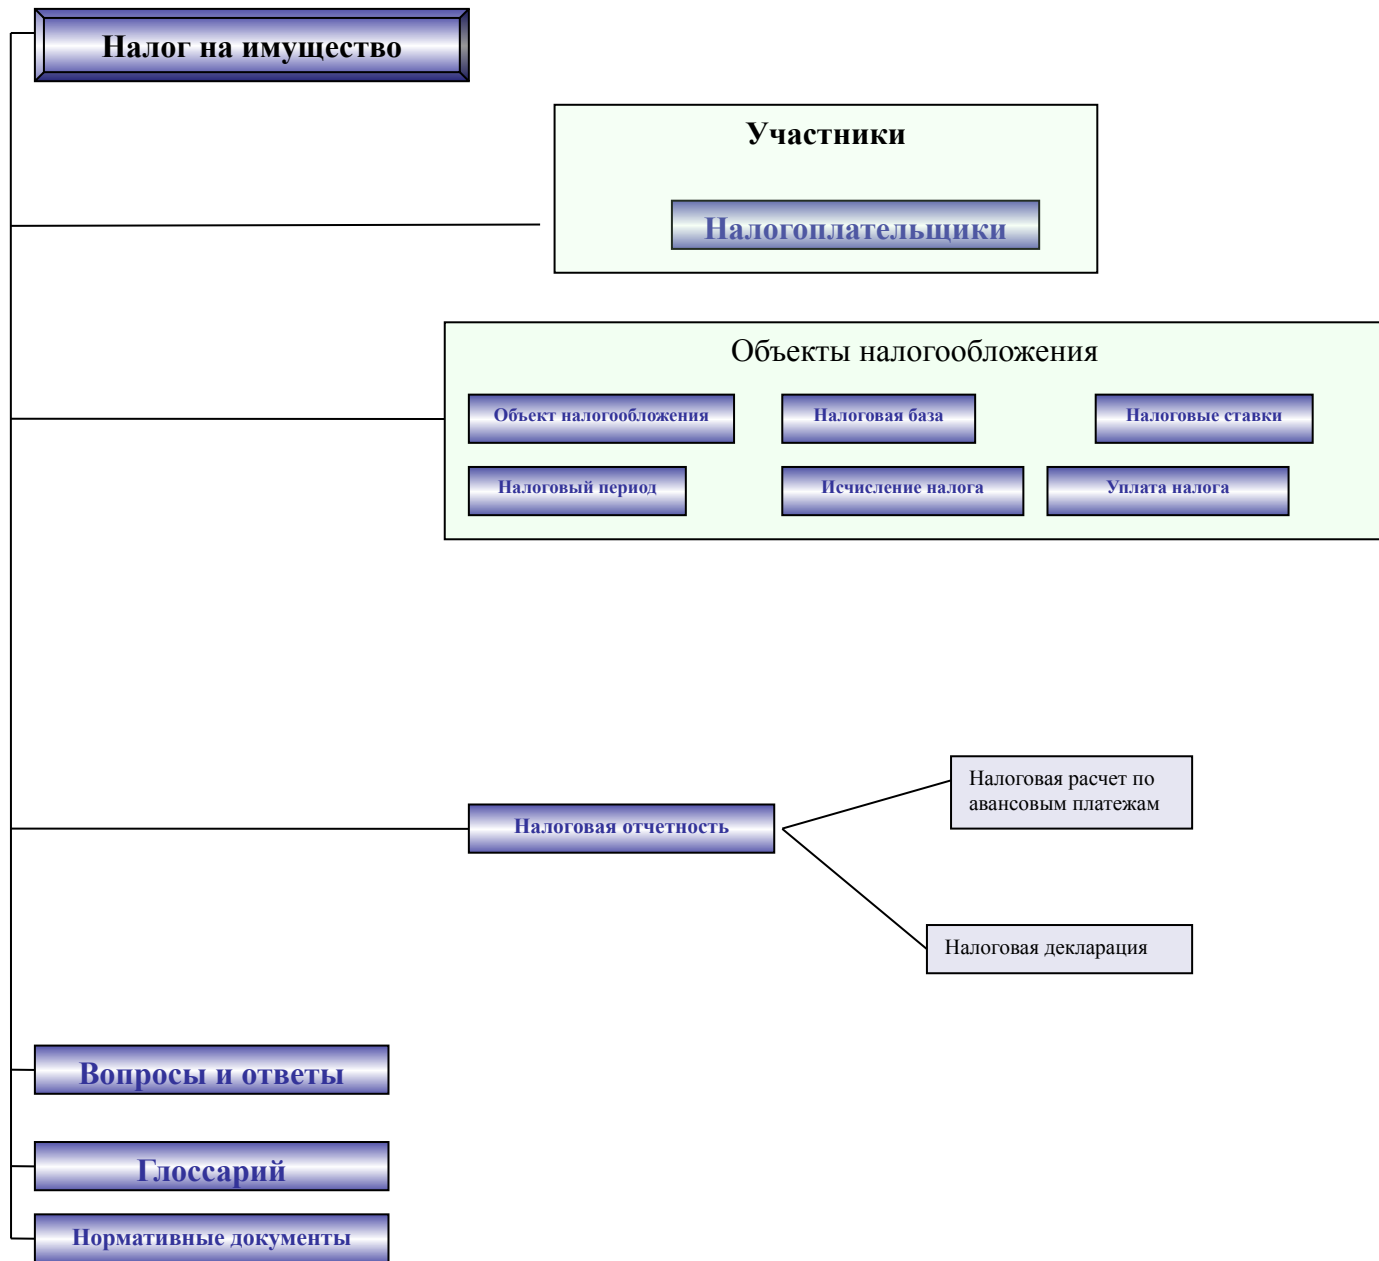 Налог на имущество
Участники
Налогоплательщики
Объекты налогообложения
Объект налогообложения
Налоговая база
Налоговые ставки
Налоговый период
Исчисление налога
Уплата налога
Налоговая расчет по
авансовым платежам
Налоговая отчетность
Налоговая декларация
Вопросы и ответы
Глоссарий
Нормативные документы